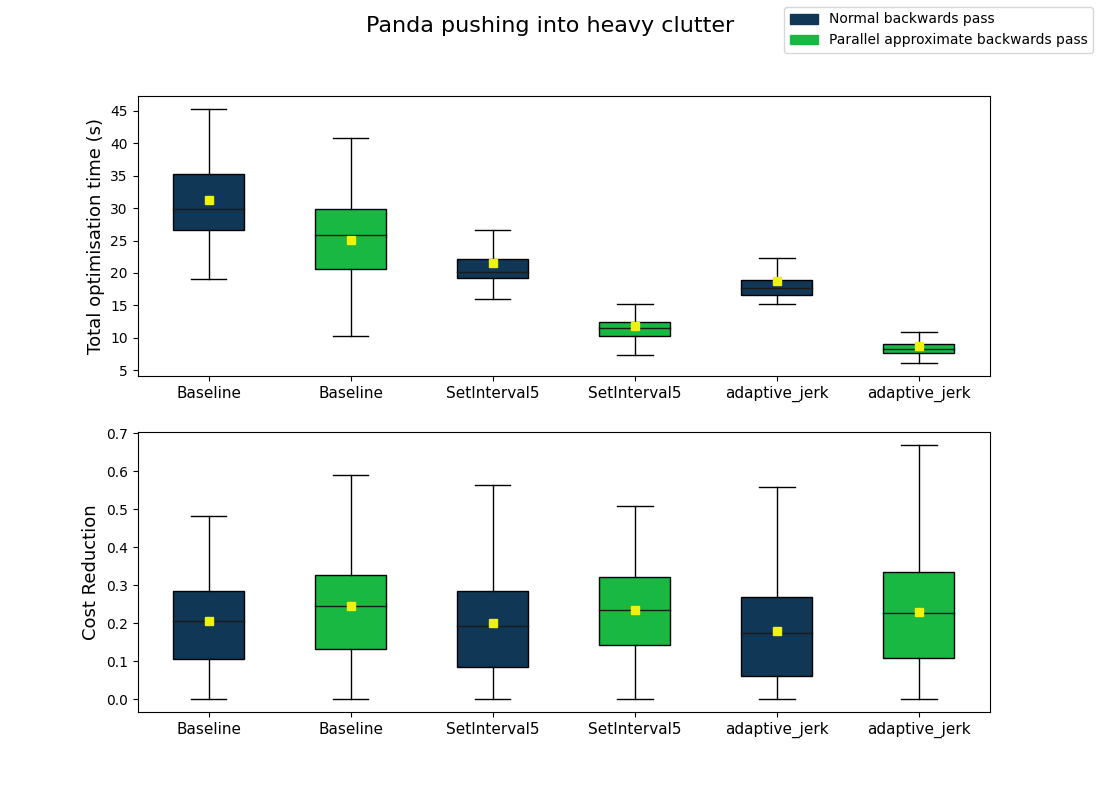 Panda pushing into heavy clutter
Normal backwards pass
Parallel approximate backwards pass
Total optimisation time (s)
45
40
35
30
25
20
15
10
5
Baseline Baseline SetInterval5 SetInterval5 adaptive_jerk adaptive_jerk
Cost Reduction
0.7
0.6
0.5
0.4
0.3
0.2
0.1
0.0
Baseline Baseline SetInterval5 SetInterval5 adaptive_jerk adaptive_jerk